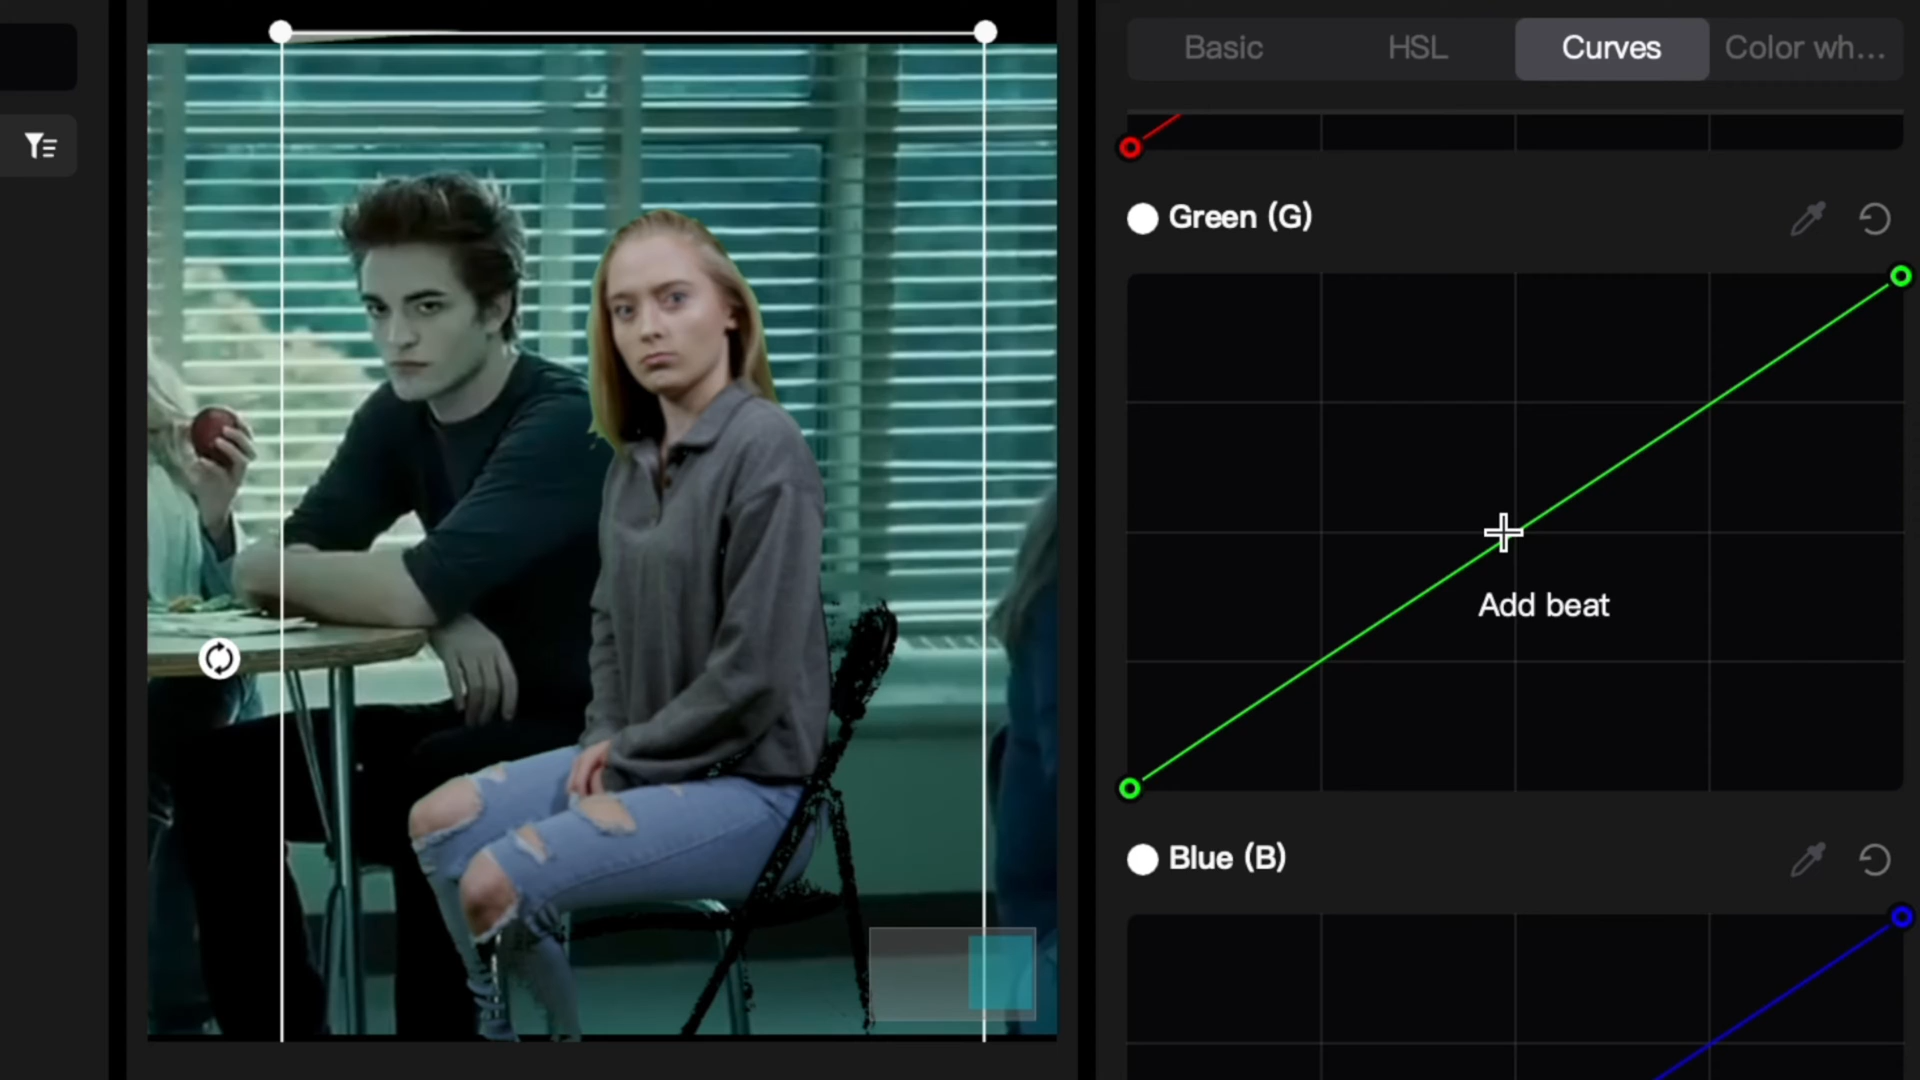 Basic
HSL
Curves
Color wh...
Green (G)
Add beat
Blue (B)